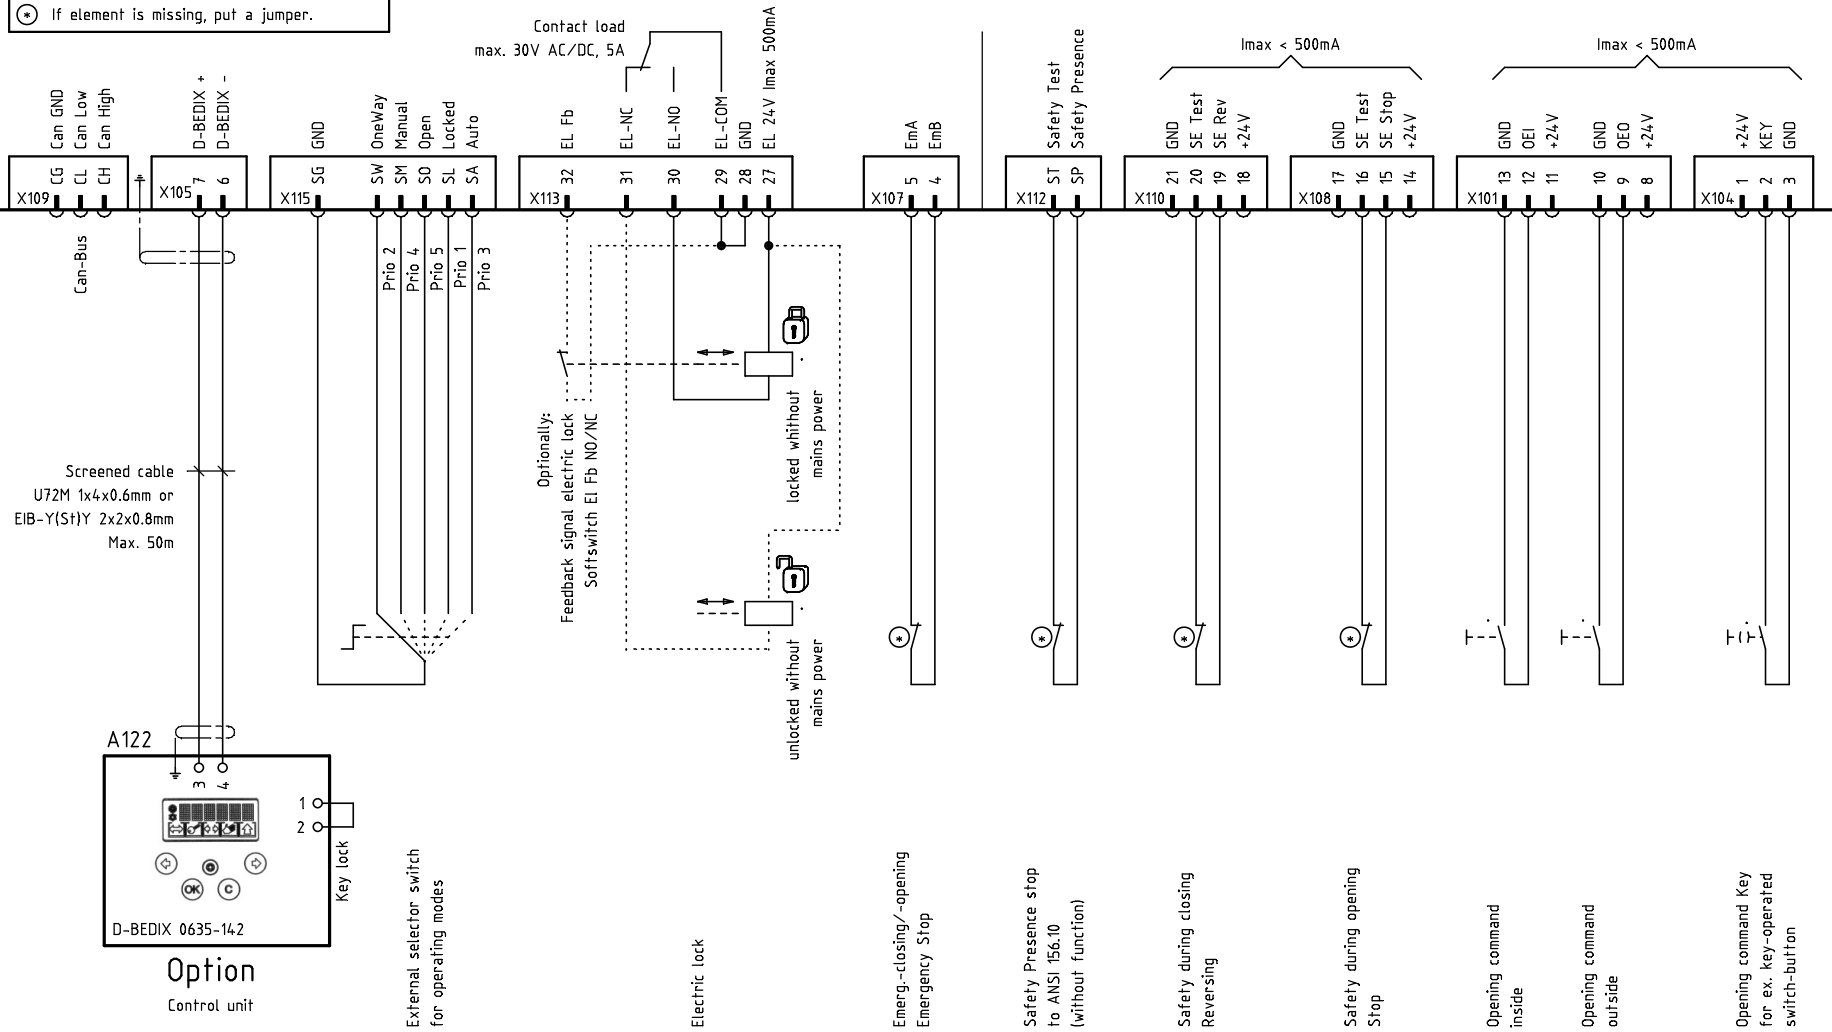 * If element is missing, put a jumper.
Contact load
max. 30V AC/DC, 5A
Imax < 500mA
Imax < 500mA
Can GND
Can Low
Can High
D-BEDIX +
D-BEDIX -
GND
OneWay
Manual
Open
Locked
Auto
EL Fb
EL-NC
EL-NO
EL-COM
GND
EL 24V Imax 500mA
EmA
EmB
Safety Test
Safety Presence
GND
SE Test
SE Rev
+24V
GND
SE Test
SE Stop
+24V
GND
OEI
+24V
GND
OEO
+24V
+24V
KEY
GND
X109 CG CL CH
X105 7 6
X115 SG SW SM SO SL SA
X113 32 31 30 29 28 27
X107 5 4
X112 ST SP
X110 21 20 19 18
X108 17 16 15 14
X101 13 12 11 10 9 8
X104 1 2 3
Can-Bus
Prio 2
Prio 4
Prio 5
Prio 1
Prio 3
Screened cable
U72M 1x4x0.6mm or
EIB-Y(St)Y 2x2x0.8mm
Max. 50m
Optionally:
Feedback signal electric lock
Softswitch El Fb NO/NC
locked whithout
mains power
unlocked without
mains power
*
*
*
*
A122
3
4
1
2
Key lock
OK
C
D-BEDIX 0635-142
Option
Control unit
External selector switch
for operating modes
Electric lock
Emerg.-closing/-opening
Emergency Stop
Safety Presence stop
to ANSI 156.10
(without function)
Safety during closing
Reversing
Safety during opening
Stop
Opening command
inside
Opening command
outside
Opening command Key
for ex. key-operated
switch-button